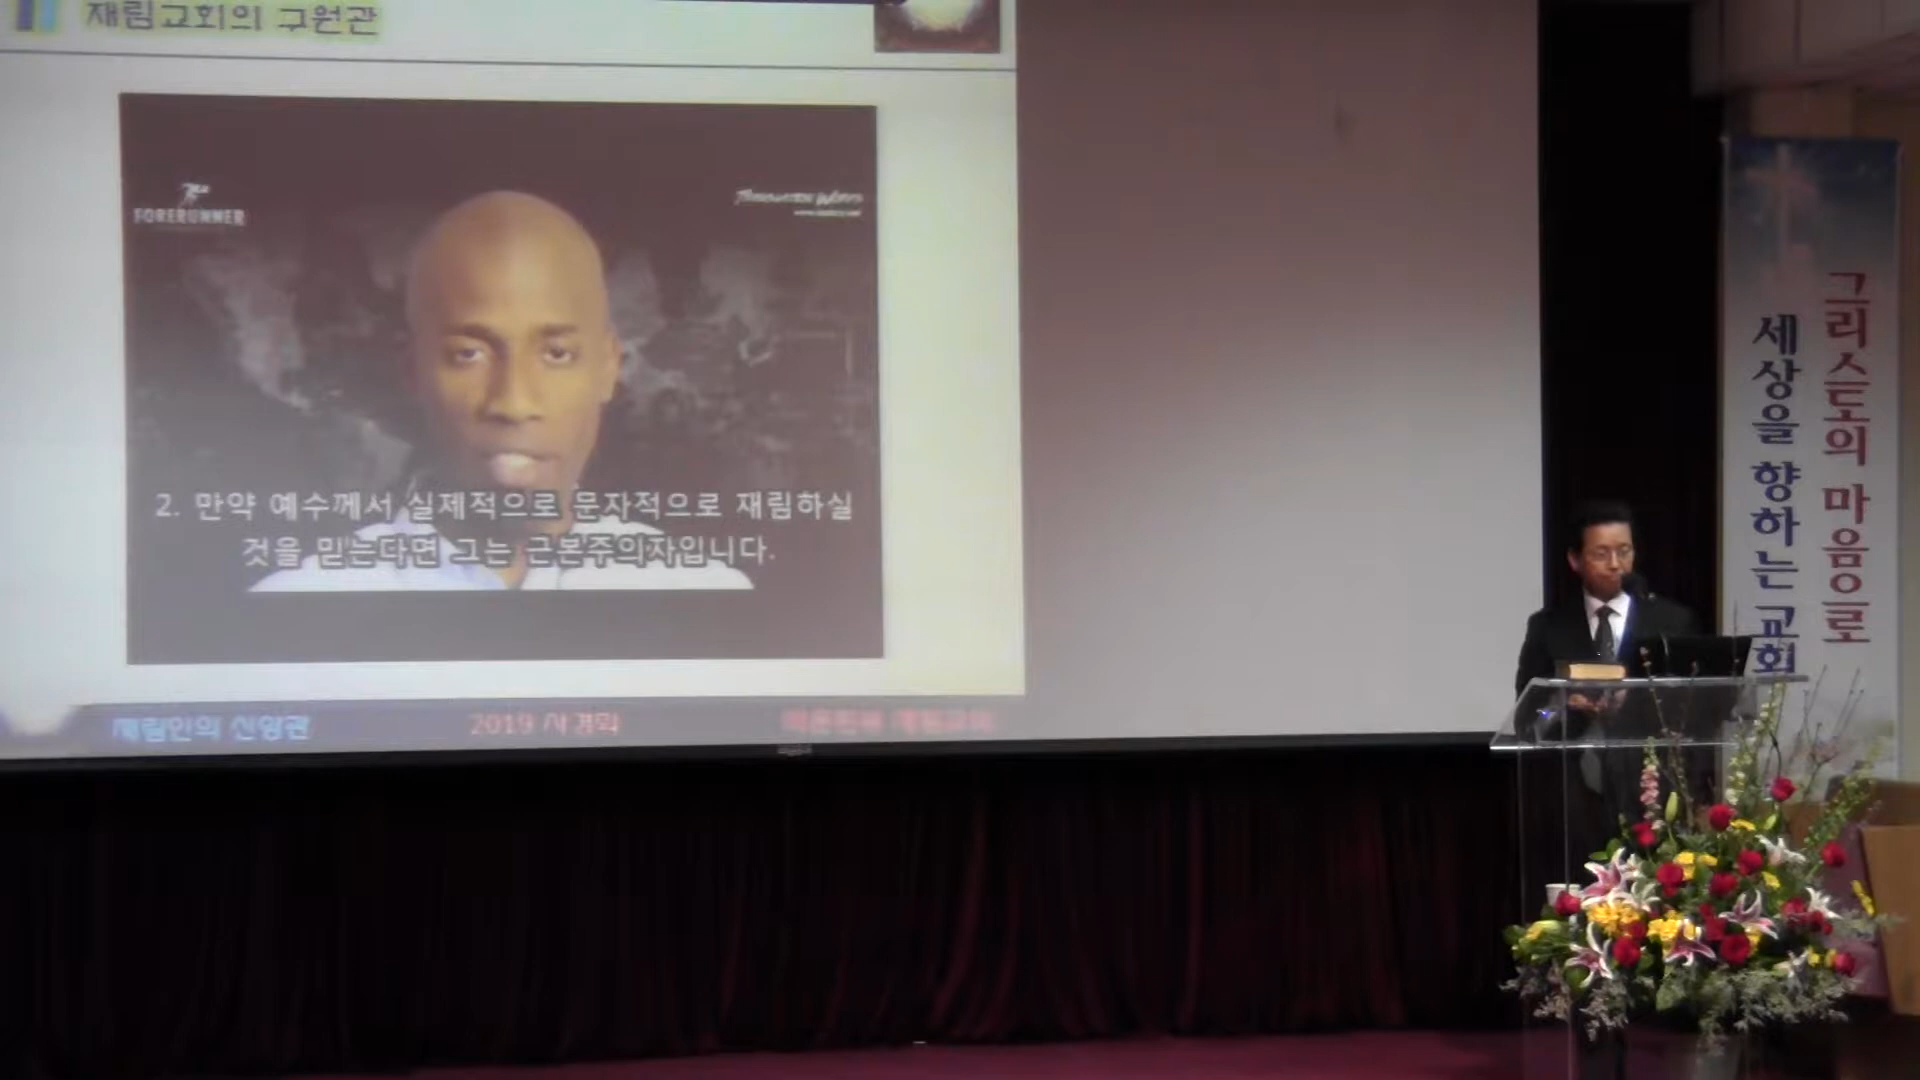 재림교회의 구원관
FORERUNNER
2. 만약 예수께서 실제적으로 문자적으로 재림하실
것을 믿는다면 그는 근본주의자입니다.
재림인의 신앙관
2019 사경회
그리스도의 마음으로
세상을 향하는 교회